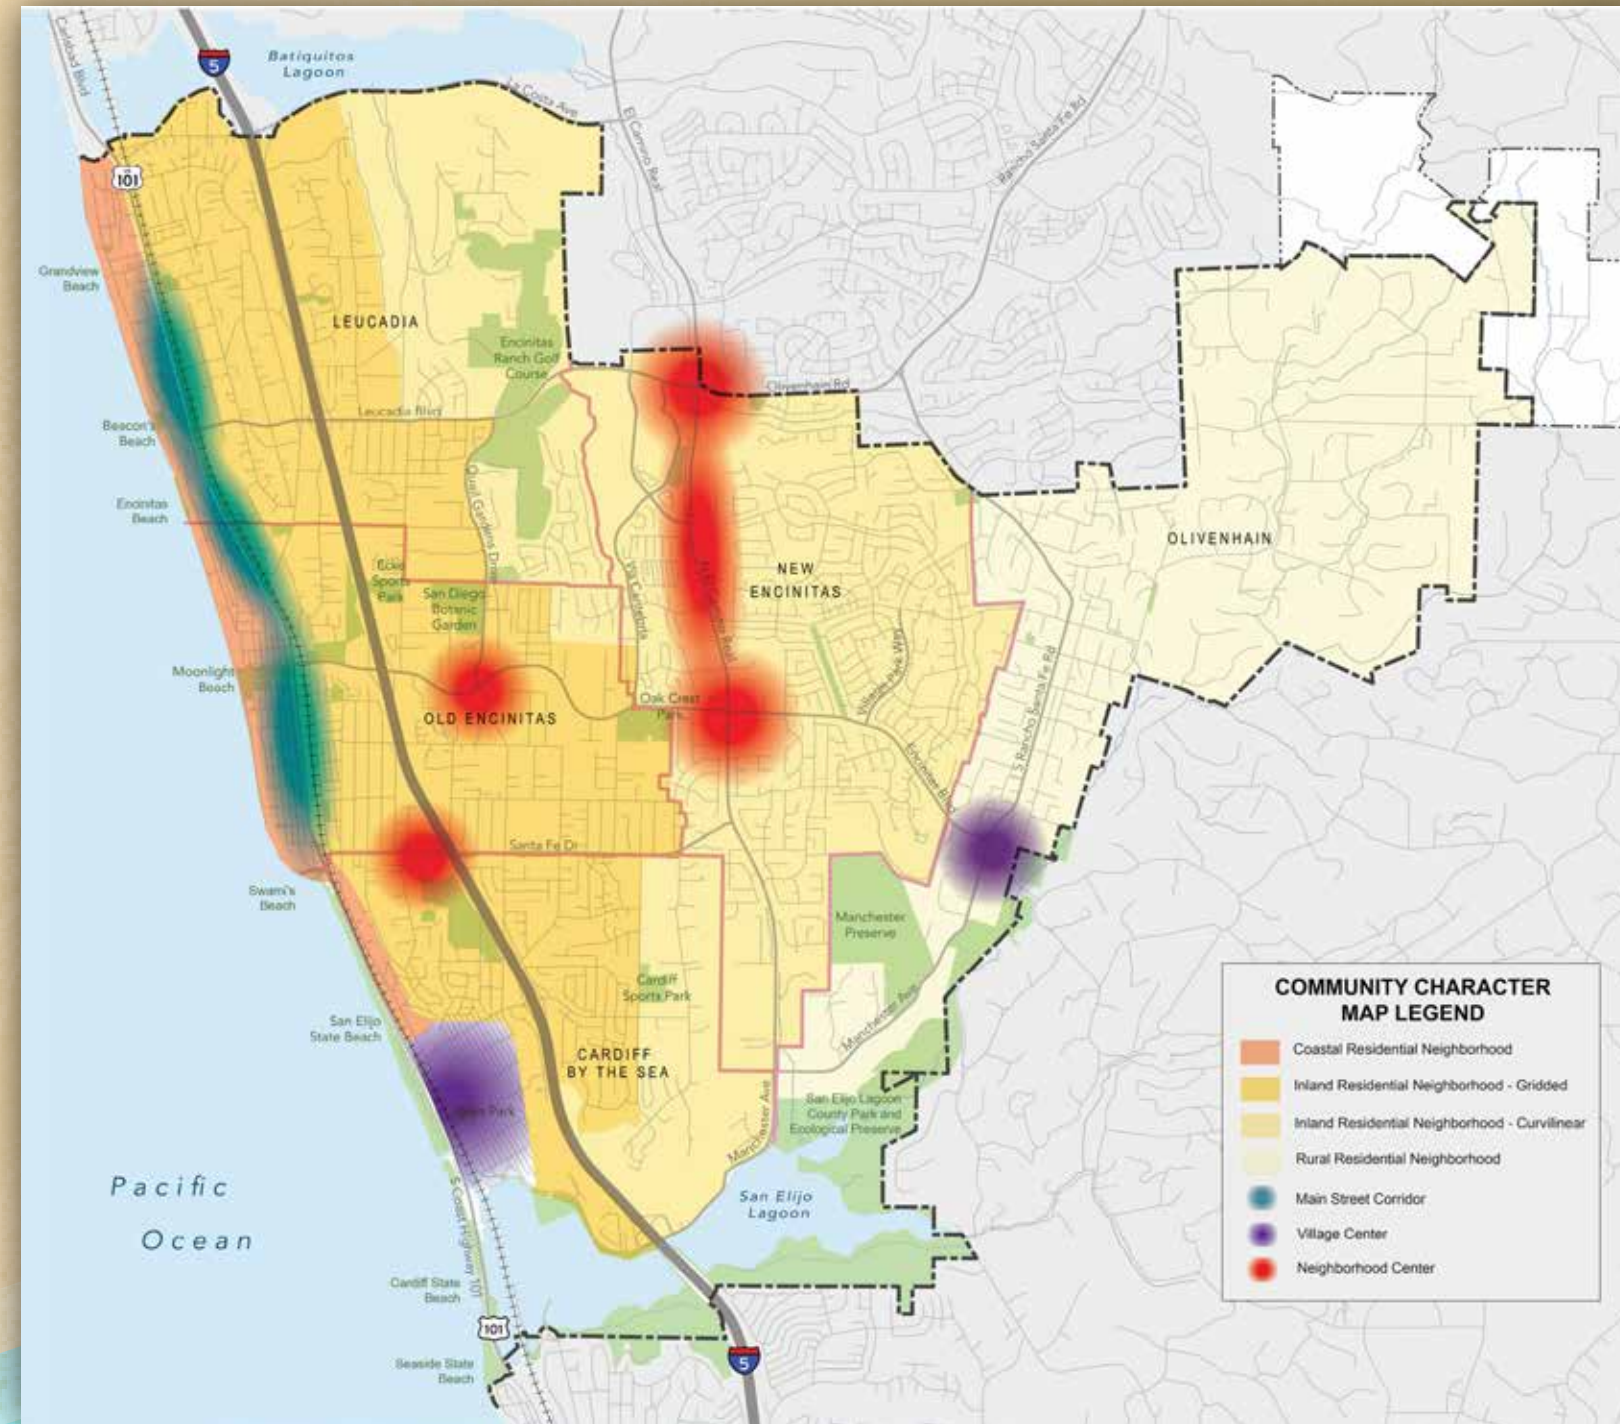 Carlsbad Blvd
5
Batiquitos
Lagoon
La Costa Ave
El Camino Real
Rancho Santa Fe Rd
101
Grandview
Beach
LEUCADIA
Encinitas
Ranch Golf
Course
Olivenhain Rd
Leucadia Blvd
Beacon's
Beach
Quail Gardens Drive
Encinitas
Beach
OLIVENHAIN
Ecke
Sports
Park
San Diego
Botanic
Garden
Via Cantebria
NEW
ENCINITAS
Village Park Way
S Rancho Santa Fe Rd
Moonlight
Beach
Oak Crest
Park
OLD ENCINITAS
Encinitas Blvd
Santa Fe Dr
Swami's
Beach
Manchester
Preserve
Cardiff
Sports Park
San Elijo
State Beach
Manchester Ave
CARDIFF
BY THE SEA
Glen Park
Manchester Ave
San Elijo Lagoon
County Park and
Ecological Preserve
Pacific
Ocean
San Elijo
Lagoon
S Coast Highway 101
Cardiff State
Beach
101
5
Seaside State
Beach
COMMUNITY CHARACTER
MAP LEGEND
Coastal Residential Neighborhood
Inland Residential Neighborhood - Gridded
Inland Residential Neighborhood - Curvilinear
Rural Residential Neighborhood
Main Street Corridor
Village Center
Neighborhood Center